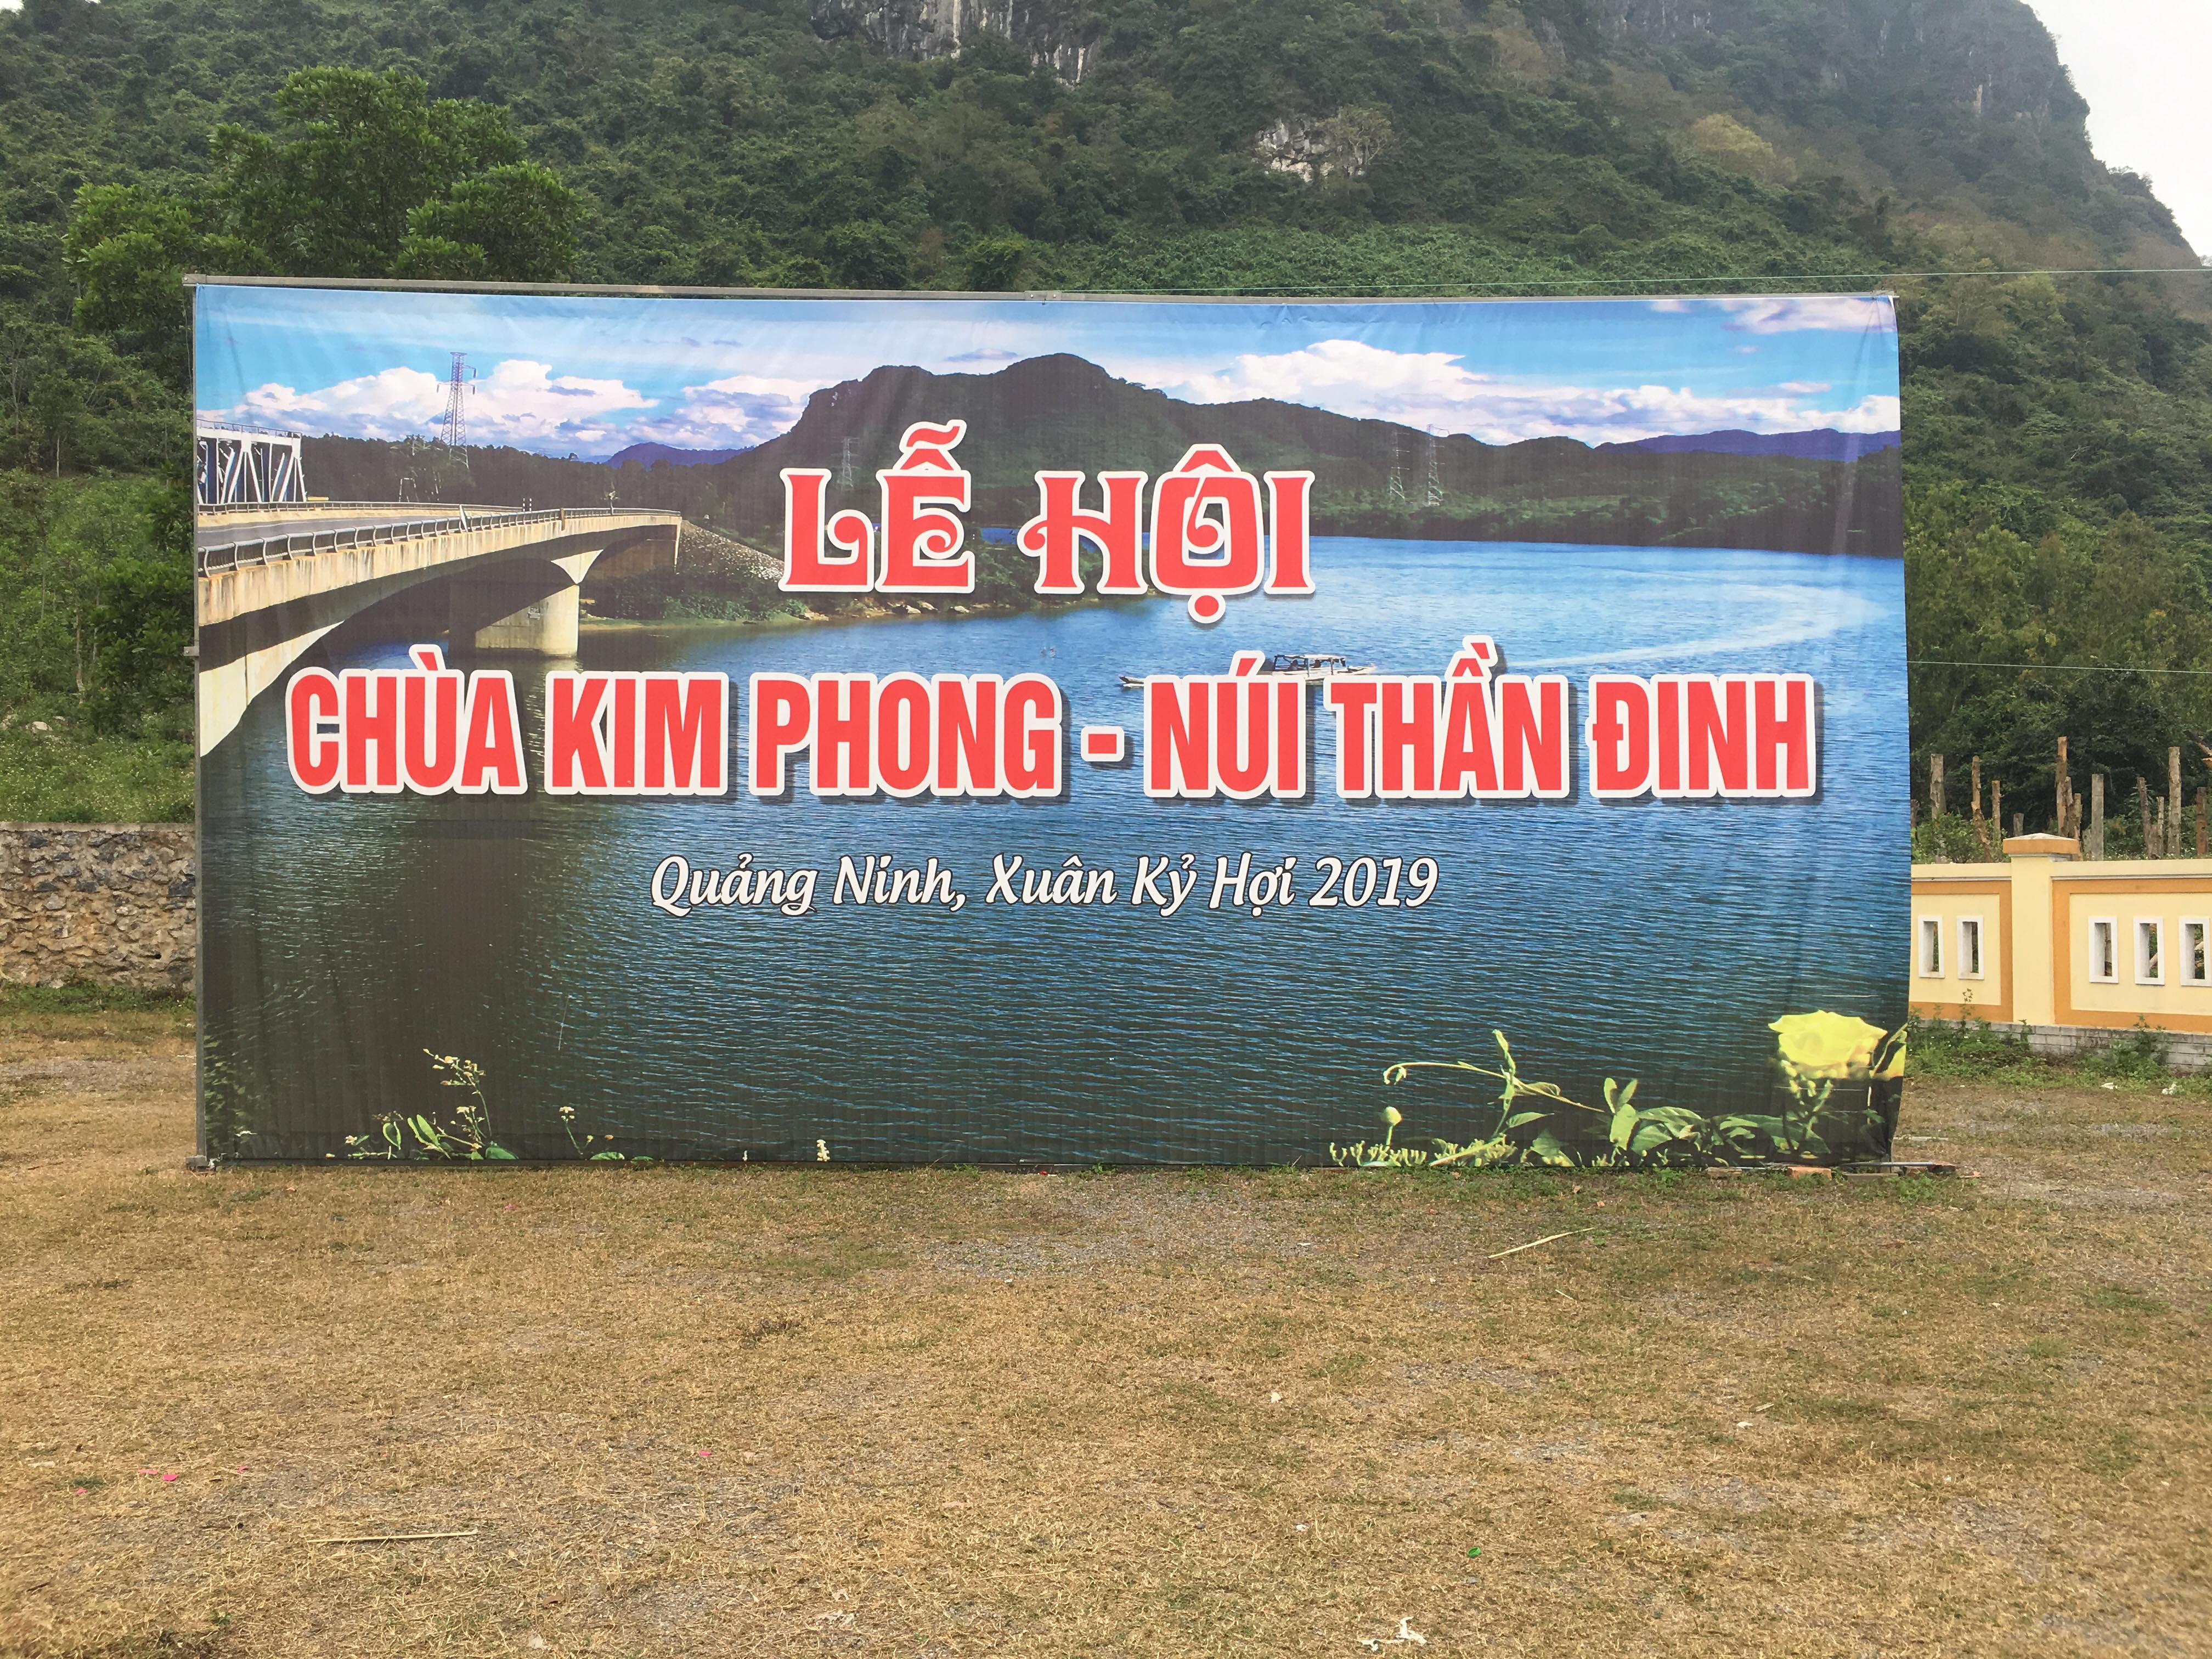 LỄ HỘI
CHÙA KIM PHONG - NÚI THẦN ĐINH
Quảng Ninh, Xuân Kỷ Hợi 2019